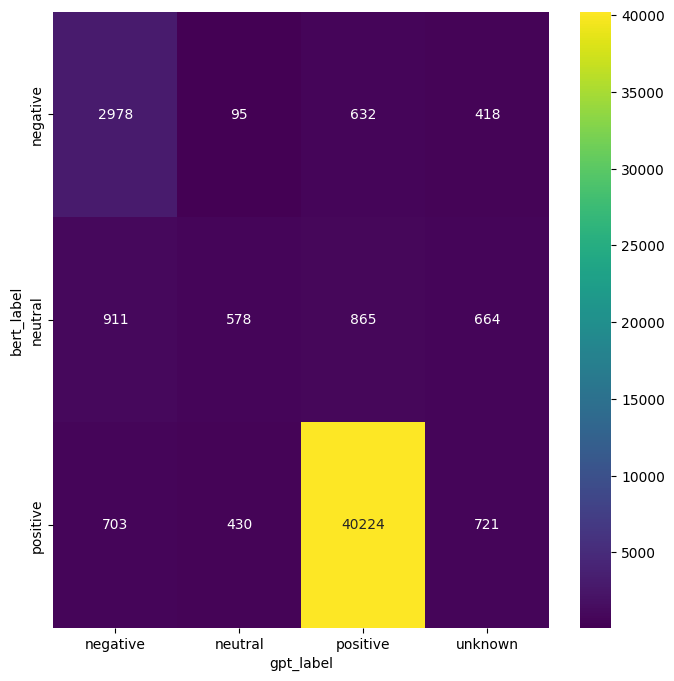 negative
2978 95 632 418
neutral
911 578 865 664
positive
703 430 40224 721
bert_label
negative neutral positive unknown
gpt_label
40000
35000
30000
25000
20000
15000
10000
5000